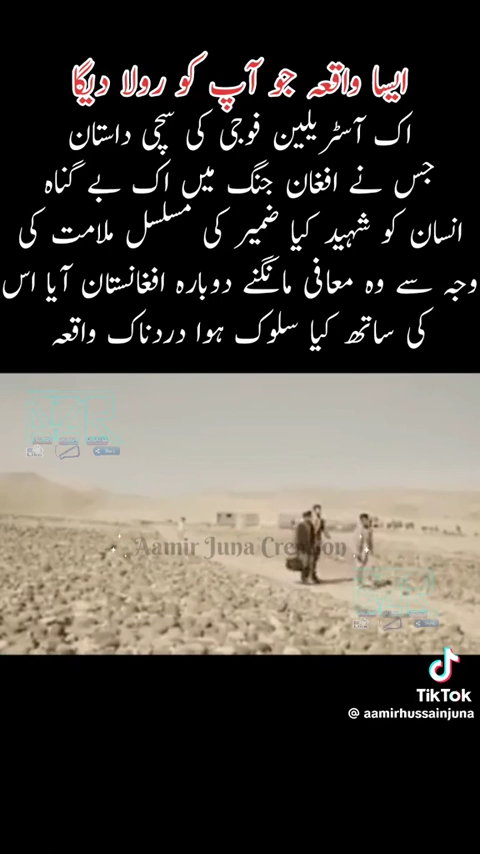 ایسا واقعہ جو آپ کو رولا دیگا
اک آسٹریلین فوجی کی سچی داستان
جس نے افغان جنگ میں اک بے گناہ
انسان کو شہید کیا ضمیر کی مسلسل ملامت کی
وجہ سے وہ معافی مانگنے دوبارہ افغانستان آیا اس
کی ساتھ کیا سلوک ہوا دردناک واقعہ
Aamir Juna Creation
TikTok
@ aamirhussainjuna